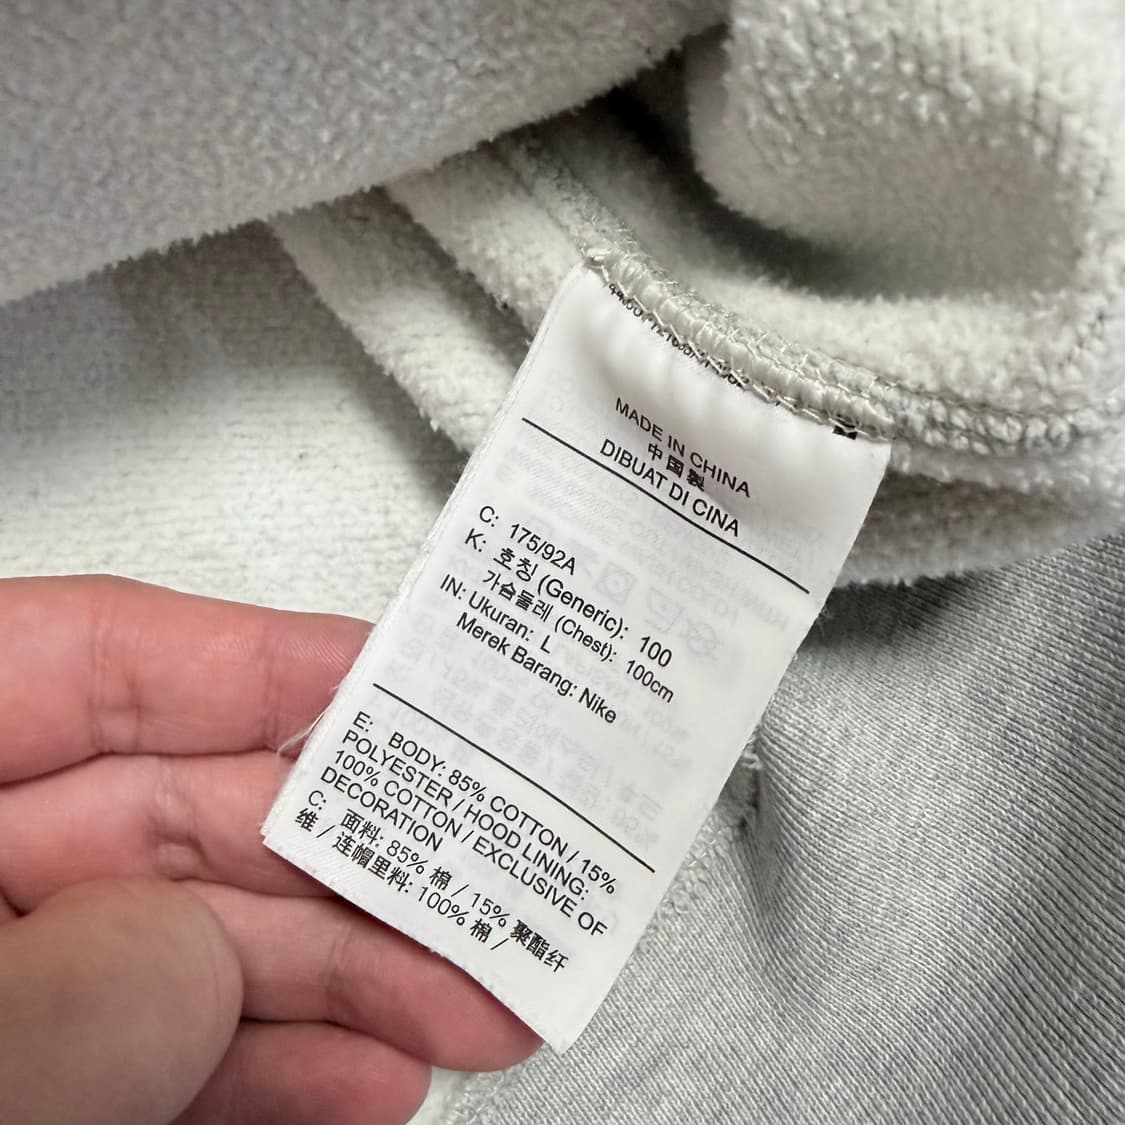 MADE IN CHINA
中国製
DIBUAT DI CINA
C: 175/92A
K: 호칭 (Generic): 100
가슴둘레 (Chest): 100cm
IN: Ukuran: L
Merek Barang: Nike
E: BODY: 85% COTTON / 15%
POLYESTER / HOOD LINING:
100% COTTON / EXCLUSIVE OF
DECORATION
C: 面料: 85% 棉 / 15% 聚酯纤
维 / 连帽里料: 100% 棉 /